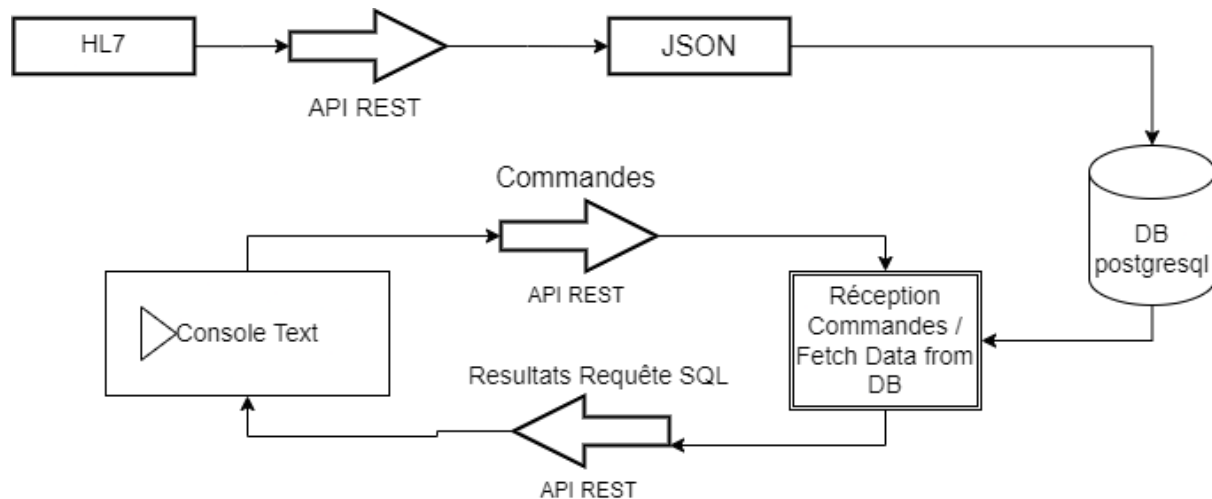 HL7
API REST
JSON
DB
postgresql
Commandes
API REST
Console Text
Réception
Commandes /
Fetch Data from
DB
Resultats Requête SQL
API REST